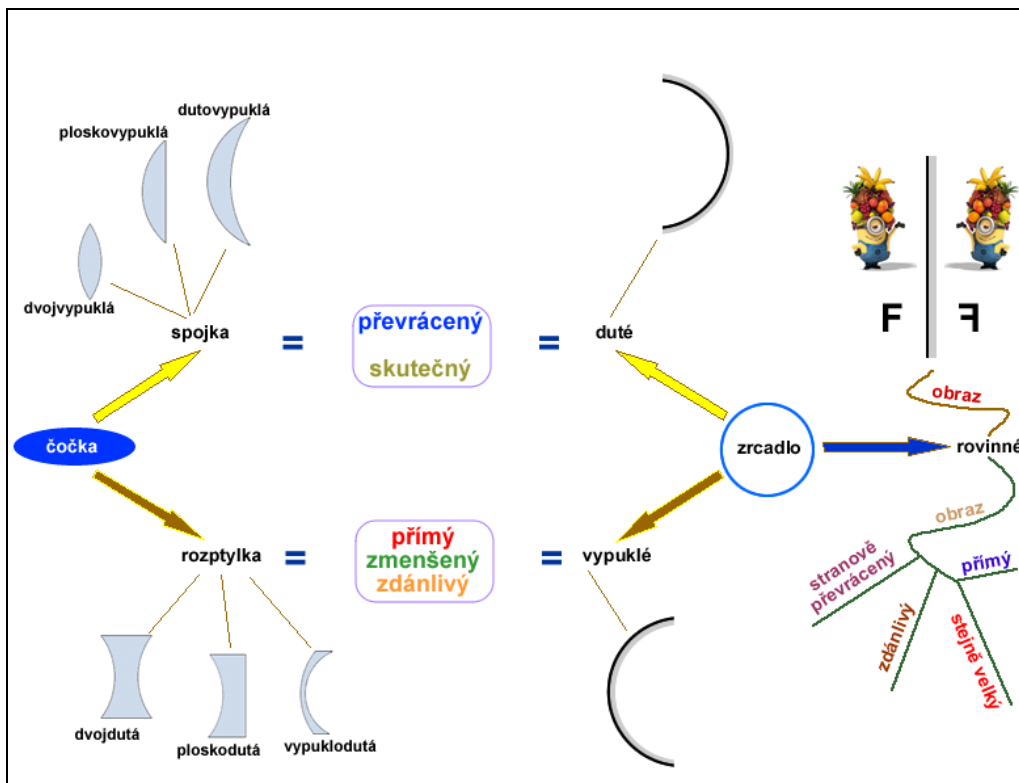 dutovypuklá
ploskovypuklá
dvojvypuklá
spojka
=
převrácený
skutečný
=
duté
F
F
obraz
čočka
zrcadlo
rovinné
obraz
rozptylka
=
přímý
zmenšený
zdánlivý
=
vypuklé
stranově
převrácený
přímý
zdánlivý
stejně velký
dvojdutá
ploskodutá
vypuklodutá